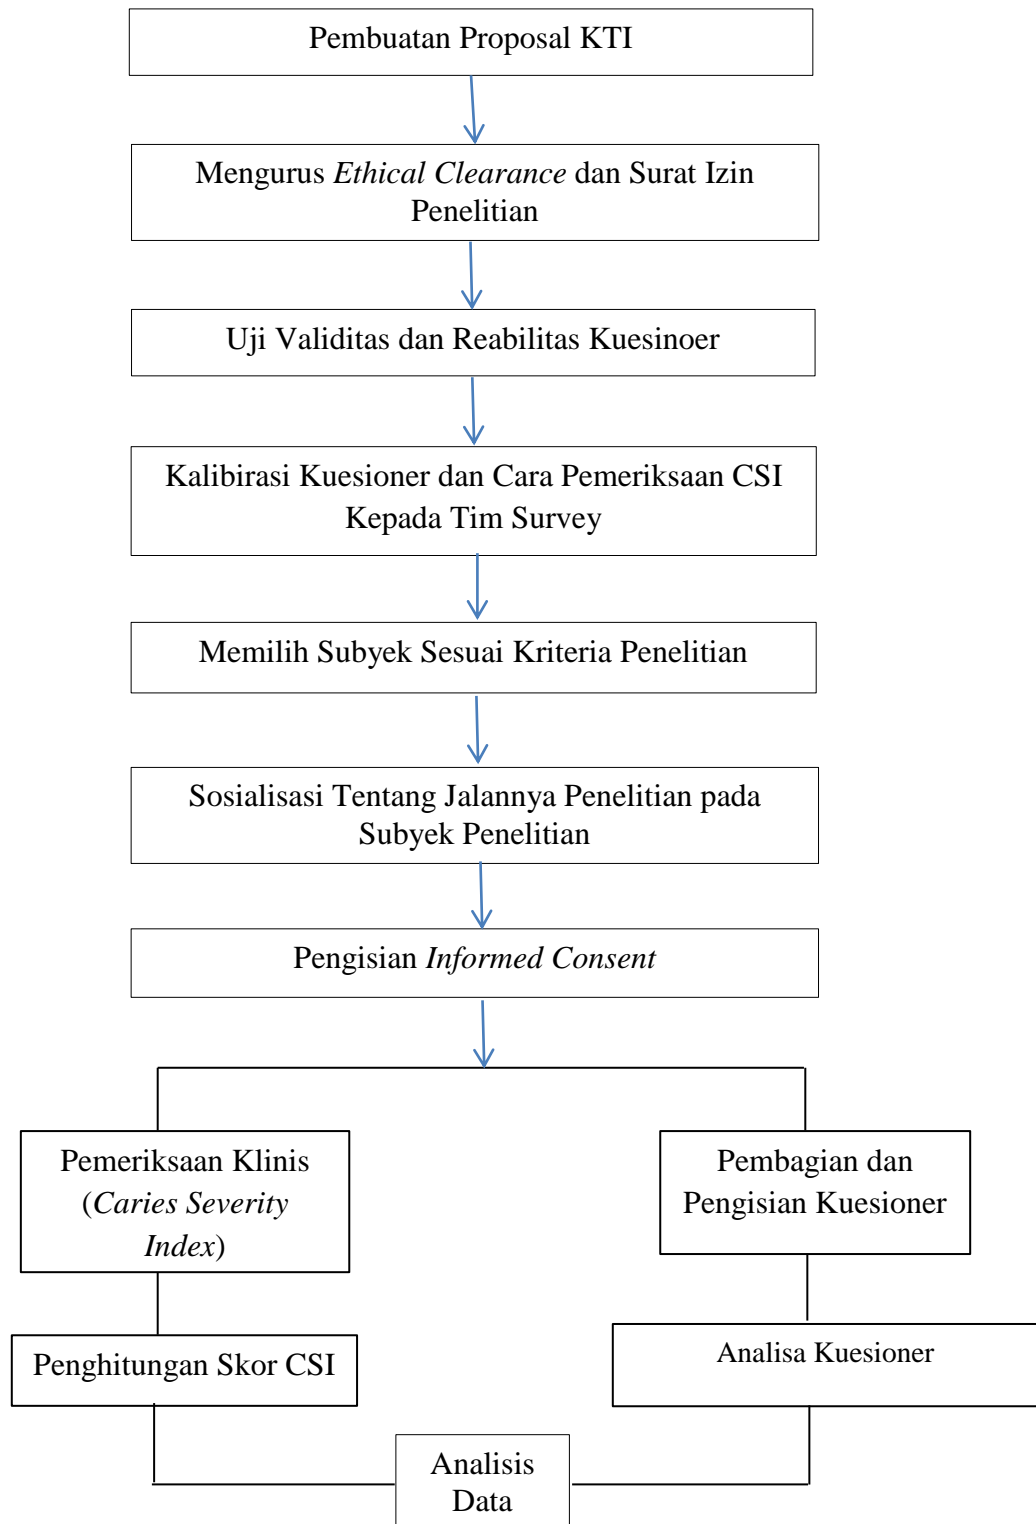 Pembuatan Proposal KTI
Mengurus Ethical Clearance dan Surat Izin
Penelitian
Uji Validitas dan Reabilitas Kuesinoer
Kalibirasi Kuesioner dan Cara Pemeriksaan CSI
Kepada Tim Survey
Memilih Subyek Sesuai Kriteria Penelitian
Sosialisasi Tentang Jalannya Penelitian pada
Subyek Penelitian
Pengisian Informed Consent
Pemeriksaan Klinis
(Caries Severity
Index)
Pembagian dan
Pengisian Kuesioner
Penghitungan Skor CSI
Analisa Kuesioner
Analisis
Data